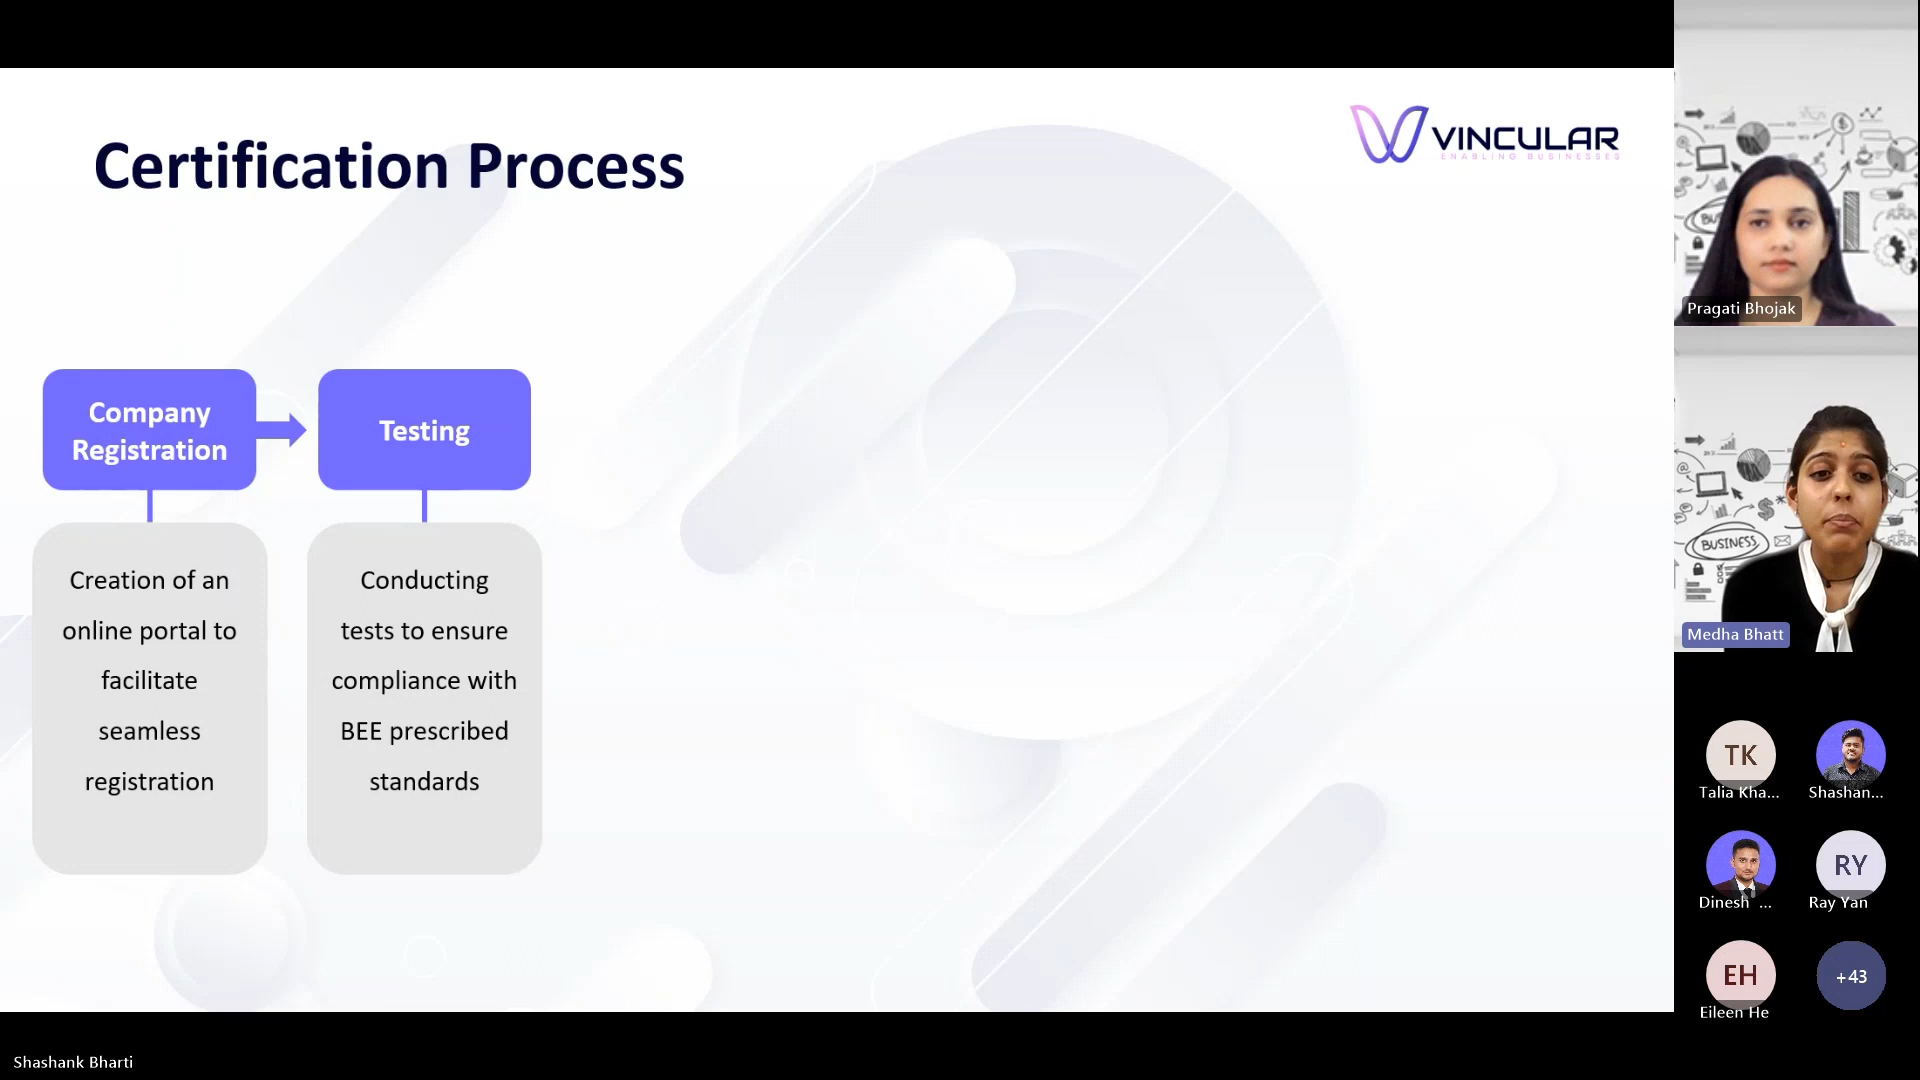 Certification Process
VINCULAR
ENABLING BUSINESSES
Company
Registration
Testing
Creation of an
online portal to
facilitate
seamless
registration
Conducting
tests to ensure
compliance with
BEE prescribed
standards
Pragati Bhojak
BUSINESS
Medha Bhatt
TK
Talia Kha...
Shashan...
Dinesh ...
RY
Ray Yan
EH
Eileen He
+43
Shashank Bharti